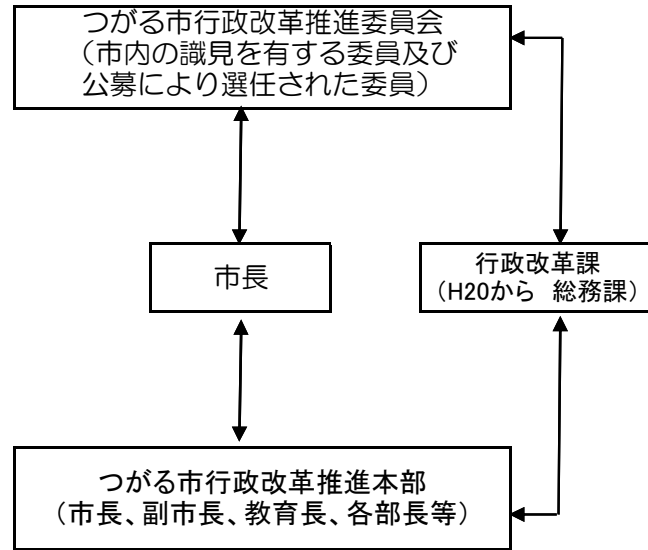 つがる市行政改革推進委員会
（市内の識見を有する委員及び
公募により選任された委員）
市長
行政改革課
（H20から　総務課）
つがる市行政改革推進本部
（市長、副市長、教育長、各部長等）